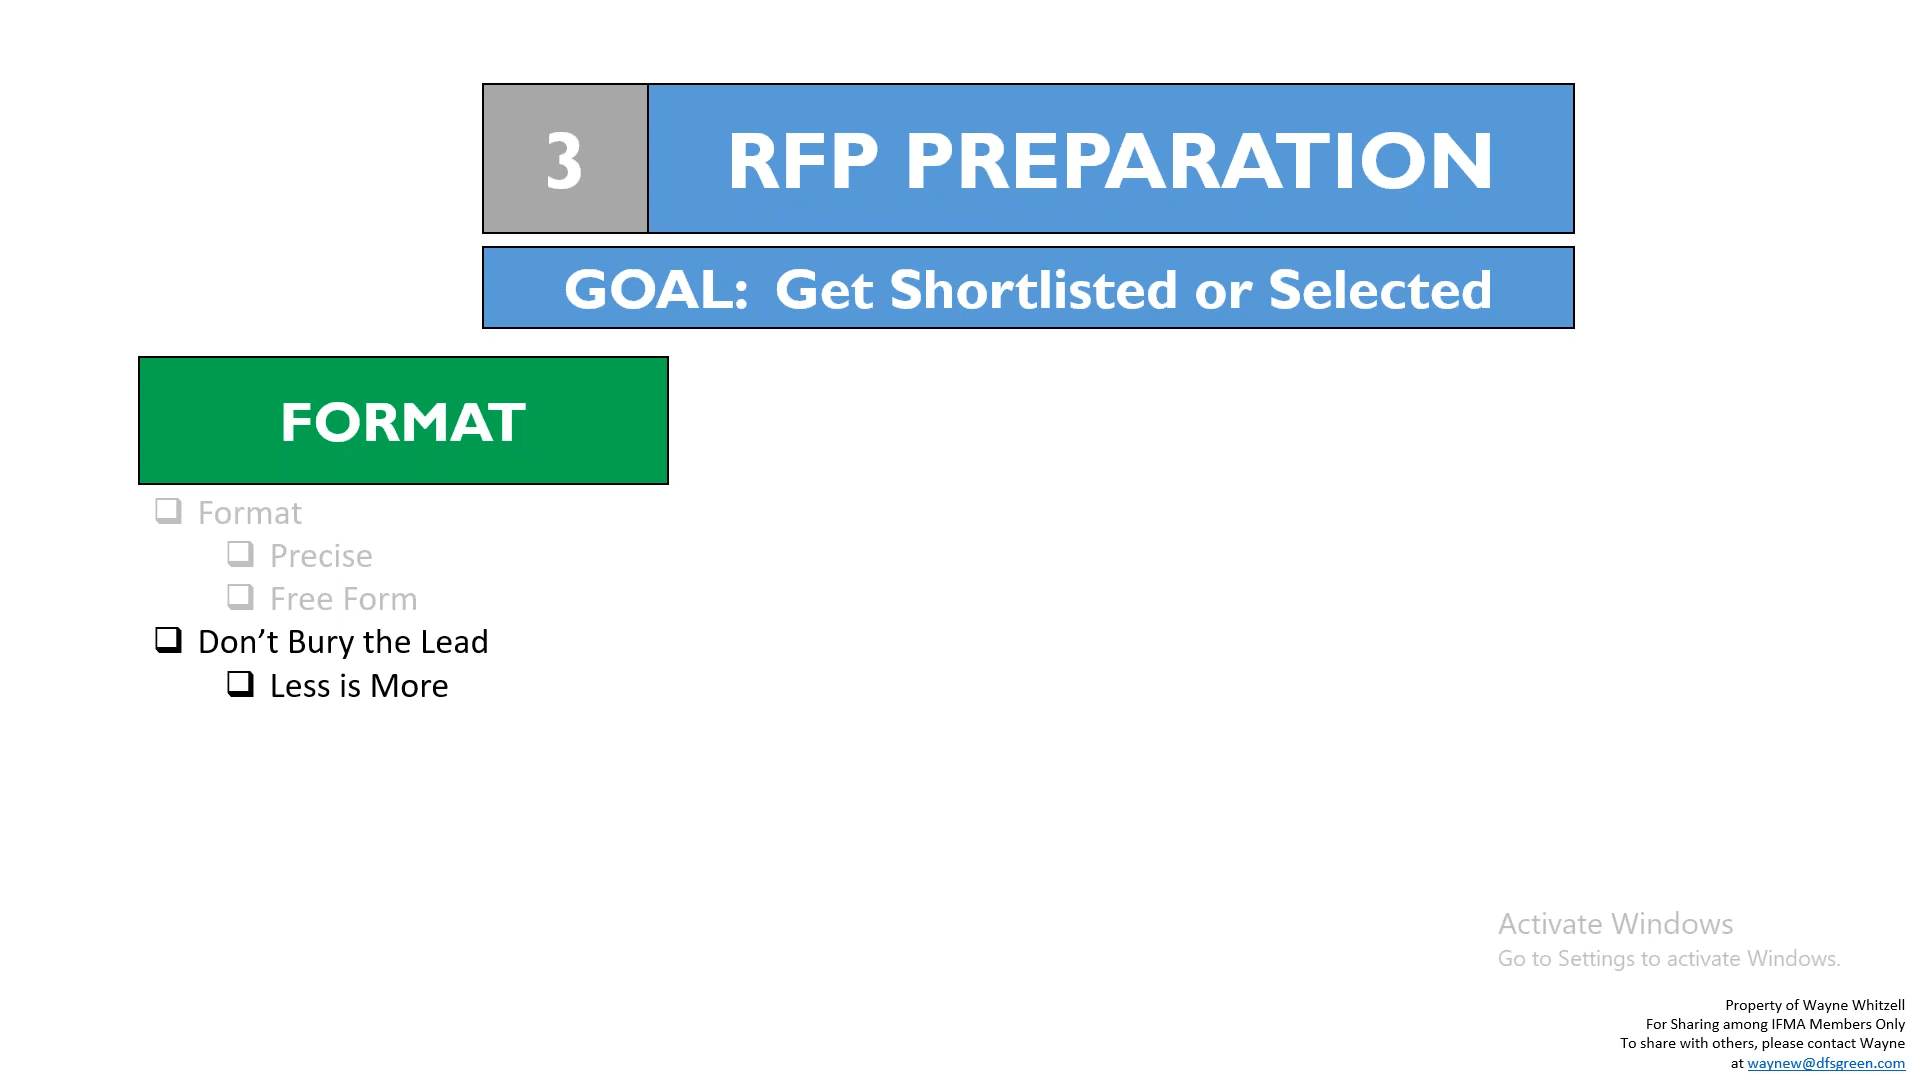 3 RFP PREPARATION
GOAL: Get Shortlisted or Selected
FORMAT
Format
Precise
Free Form
Don’t Bury the Lead
Less is More
Activate Windows
Go to Settings to activate Windows.
Property of Wayne Whitzell
For Sharing among IFMA Members Only
To share with others, please contact Wayne
at waynew@dfsgreen.com